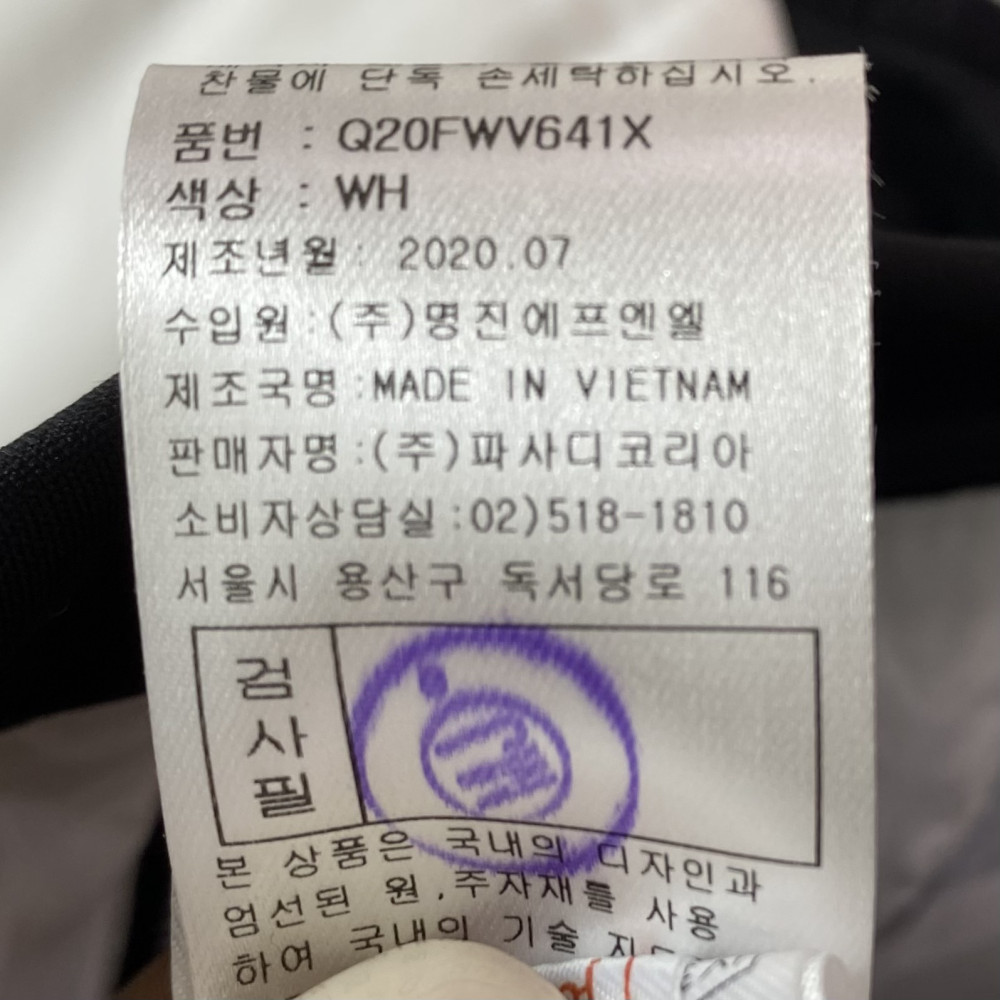 찬물에 단독 손세탁하십시오.
품번 : Q20FWV641X
색상 : WH
제조년월: 2020.07
수입원:(주)명진에프엔엘
제조국명:MADE IN VIETNAM
판매자명:(주)파사디코리아
소비자상담실:02)518-1810
서울시 용산구 독서당로 116
검사필
본 상품은 국내의 디자인과
엄선된 원.주자재를 사용
하여 국내의 기술